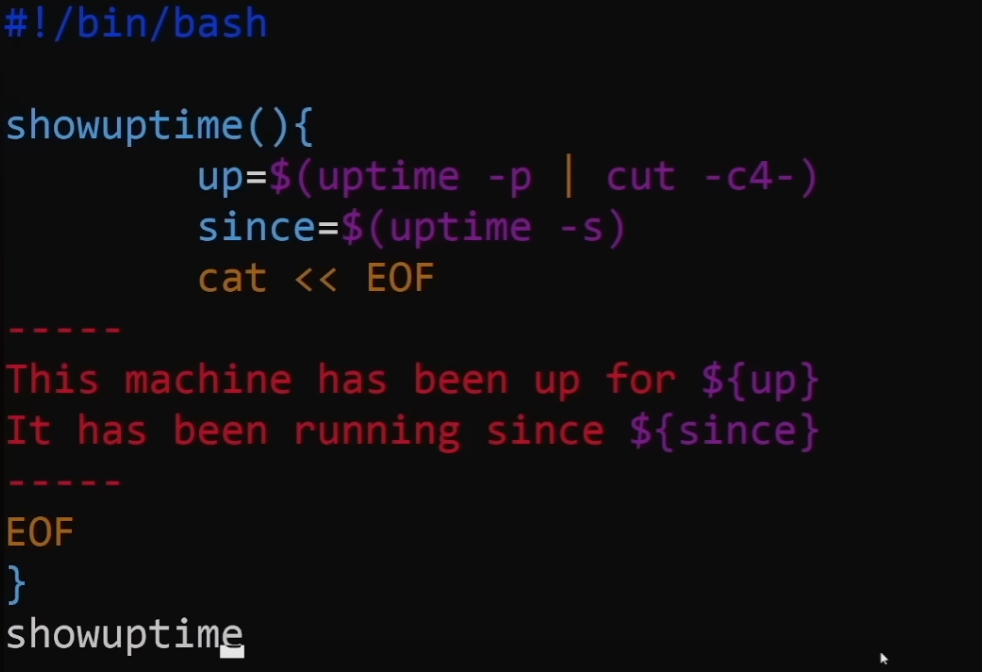 #!/bin/bash

showuptime(){
        up=$(uptime -p | cut -c4-)
        since=$(uptime -s)
        cat << EOF
-----
This machine has been up for ${up}
It has been running since ${since}
-----
EOF
}
showuptime